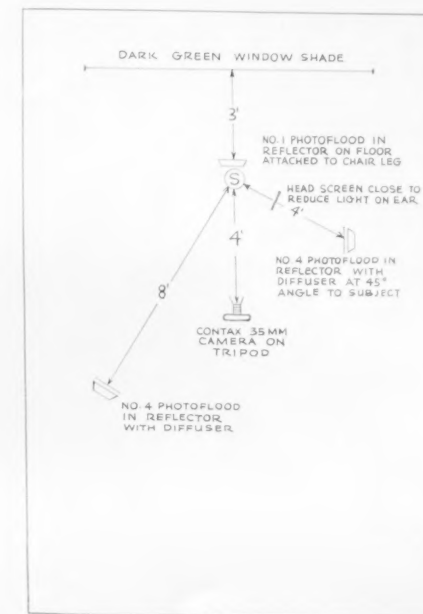 DARK GREEN WINDOW SHADE
3'
NO. 1 PHOTOFLOOD IN
REFLECTOR ON FLOOR
ATTACHED TO CHAIR LEG
S
HEAD SCREEN CLOSE TO
REDUCE LIGHT ON EAR
4'
4'
NO. 4 PHOTOFLOOD IN
REFLECTOR WITH
DIFFUSER AT 45°
ANGLE TO SUBJECT
8'
CONTAX 35MM
CAMERA ON
TRIPOD
NO. 4 PHOTOFLOOD
IN REFLECTOR
WITH DIFFUSER